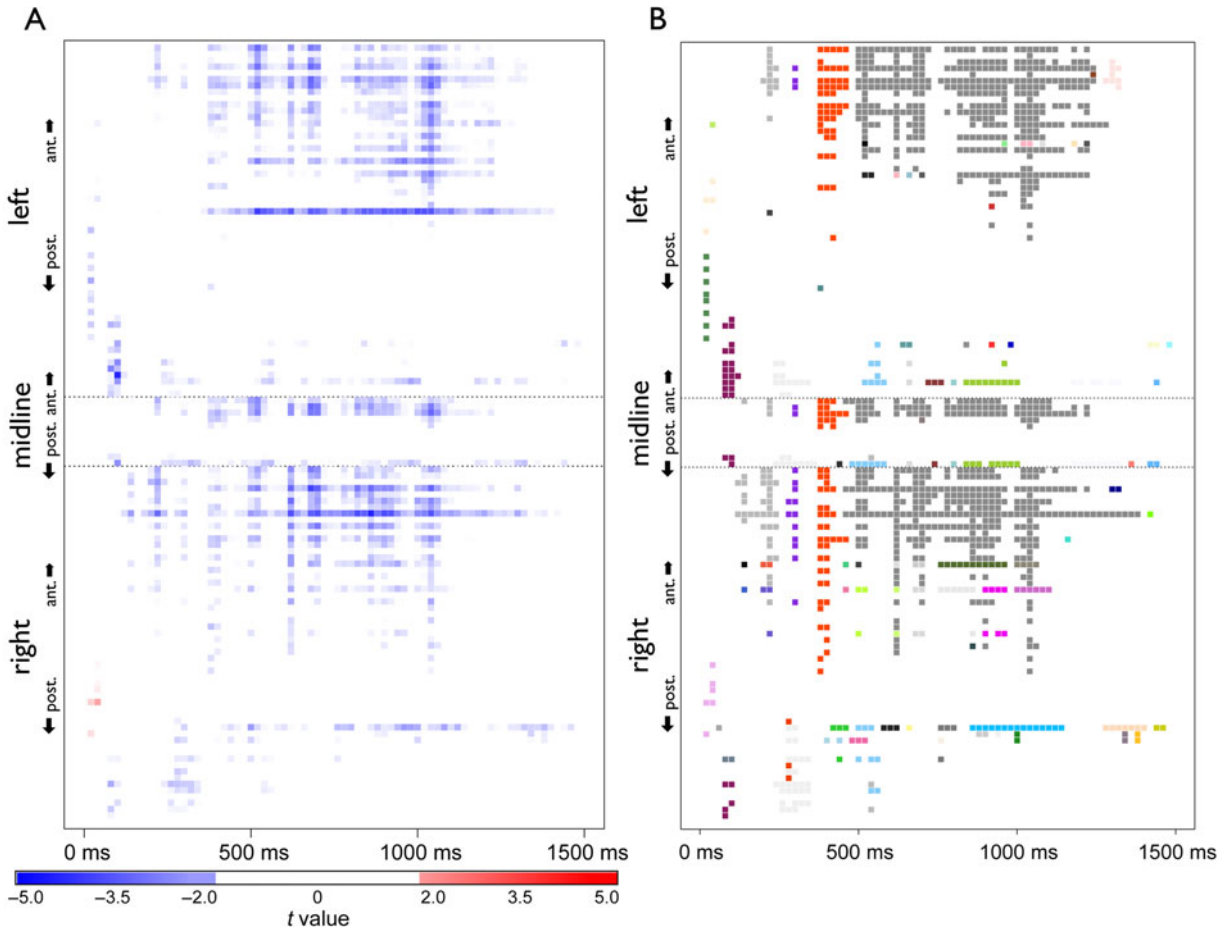 A
B
left
ant. ➡
⬅ post.
midline
ant. ➡
⬅ post.
right
ant. ➡
⬅ post.
left
ant. ➡
⬅ post.
midline
ant. ➡
⬅ post.
right
ant. ➡
⬅ post.
0 ms 500 ms 1000 ms 1500 ms
0 ms 500 ms 1000 ms 1500 ms
–5.0 –3.5 –2.0 0 2.0 3.5 5.0
t value